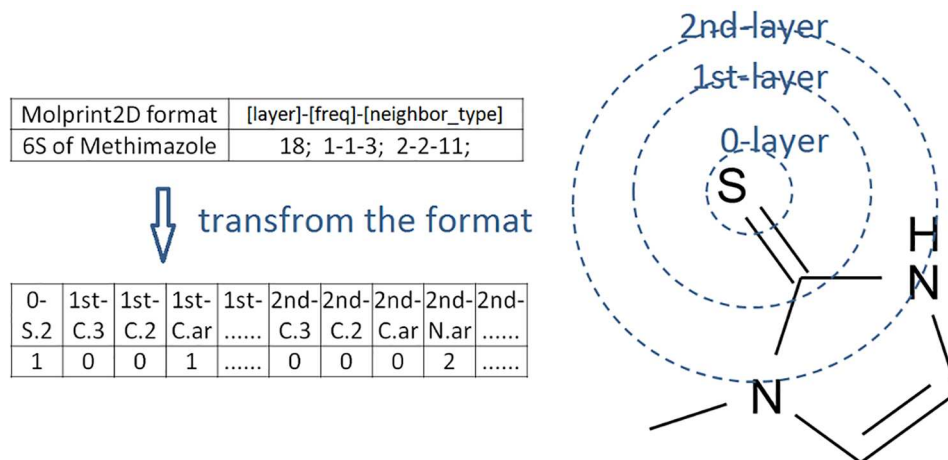 2nd-layer
1st-layer
0-layer
Molprint2D format [layer]-[freq]-[neighbor_type]
6S of Methimazole 18; 1-1-3; 2-2-11;
transfrom the format
0- 1st- 1st- 1st- 1st- 2nd- 2nd- 2nd- 2nd- 2nd-
S.2 C.3 C.2 C.ar ...... C.3 C.2 C.ar N.ar ......
1 0 0 1 ...... 0 0 0 2 ......
S
H
N
N